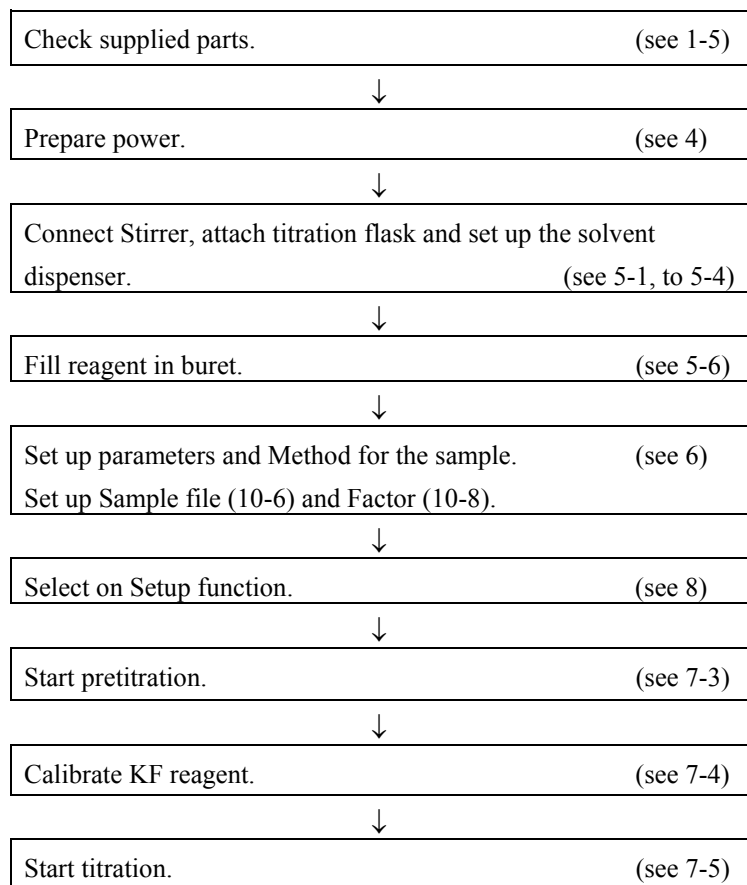 Check supplied parts. (see 1-5)
↓
Prepare power. (see 4)
↓
Connect Stirrer, attach titration flask and set up the solvent
dispenser. (see 5-1, to 5-4)
↓
Fill reagent in buret. (see 5-6)
↓
Set up parameters and Method for the sample. (see 6)
Set up Sample file (10-6) and Factor (10-8).
↓
Select on Setup function. (see 8)
↓
Start pretitration. (see 7-3)
↓
Calibrate KF reagent. (see 7-4)
↓
Start titration. (see 7-5)